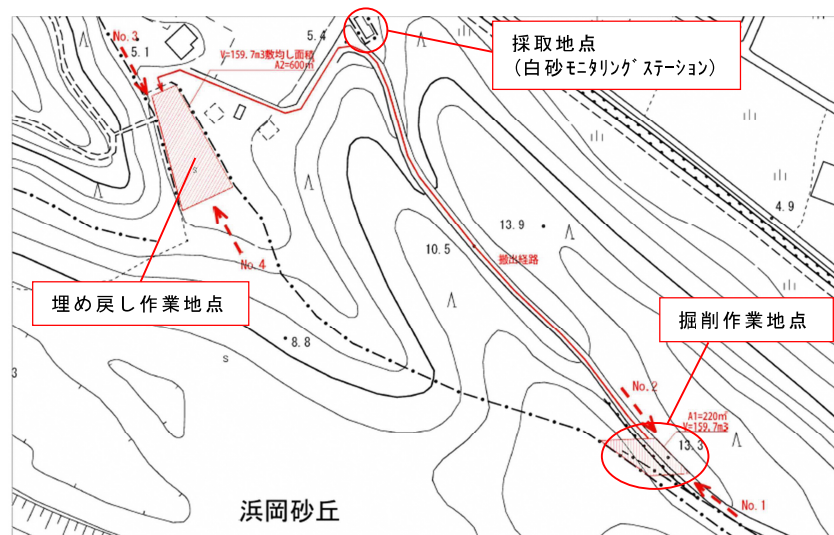 No.3
5.1
5.4
V=159.7m3敷均し面積
A2=600㎡
採取地点
(白砂ﾓﾆﾀﾘﾝｸﾞｽﾃｰｼｮﾝ)
4.9
13.9
10.5
搬出経路
No.4
埋め戻し作業地点
掘削作業地点
8.8
s
3
No.2
A1=220㎡
V=159.7m3
13.3
No.1
浜岡砂丘